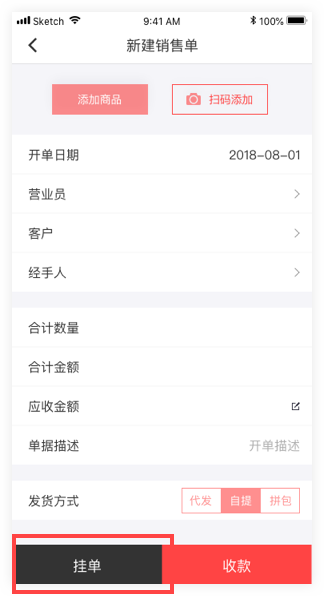 Sketch 9:41 AM 100%
新建销售单
添加商品 扫码添加
开单日期 2018-08-01
营业员
客户
经手人
合计数量
合计金额
应收金额
单据描述 开单描述
发货方式 代发 自提 拼包
挂单 收款